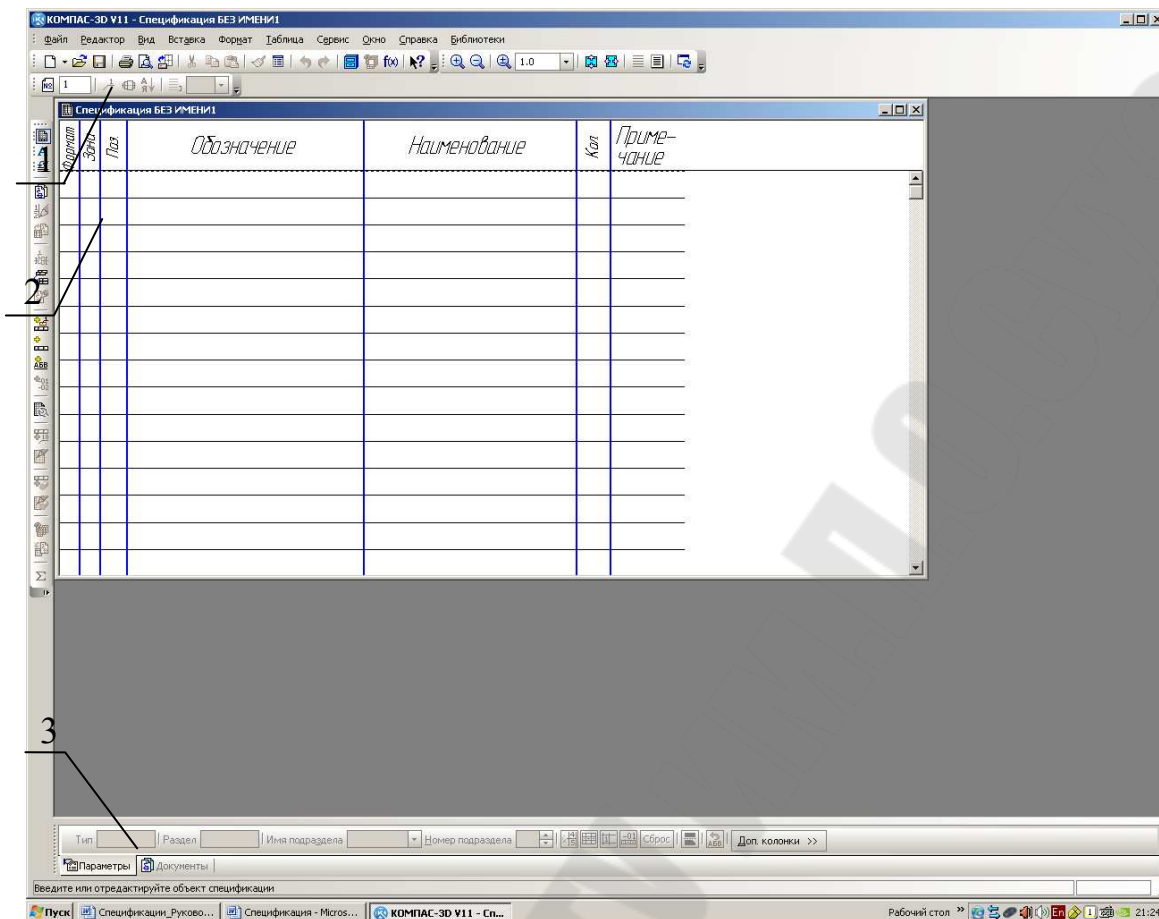 КОМПАС-3D V11 - Спецификация БЕЗ ИМЕНИ1
Файл Редактор Вид Вставка Формат Таблица Сервис Окно Справка Библиотеки
f(x) 1.0
№ 1
Спецификация БЕЗ ИМЕНИ1
Формат Зона Поз. Обозначение Наименование Кол. Приме-
чание
1
2
3
Тип Раздел Имя подраздела Номер подраздела Сброс Доп. колонки >>
Параметры Документы
Введите или отредактируйте объект спецификации
Пуск Спецификации_Руково... Спецификация - Micros... КОМПАС-3D V11 - Сп... Рабочий стол » En 21:24